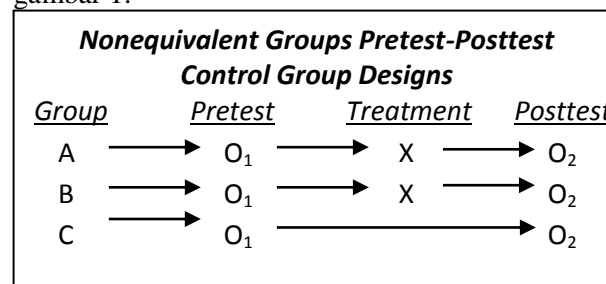 gambar 1.
Nonequivalent Groups Pretest-Posttest
Control Group Designs
Group Pretest Treatment Posttest
A O1 X O2
B O1 X O2
C O1 O2